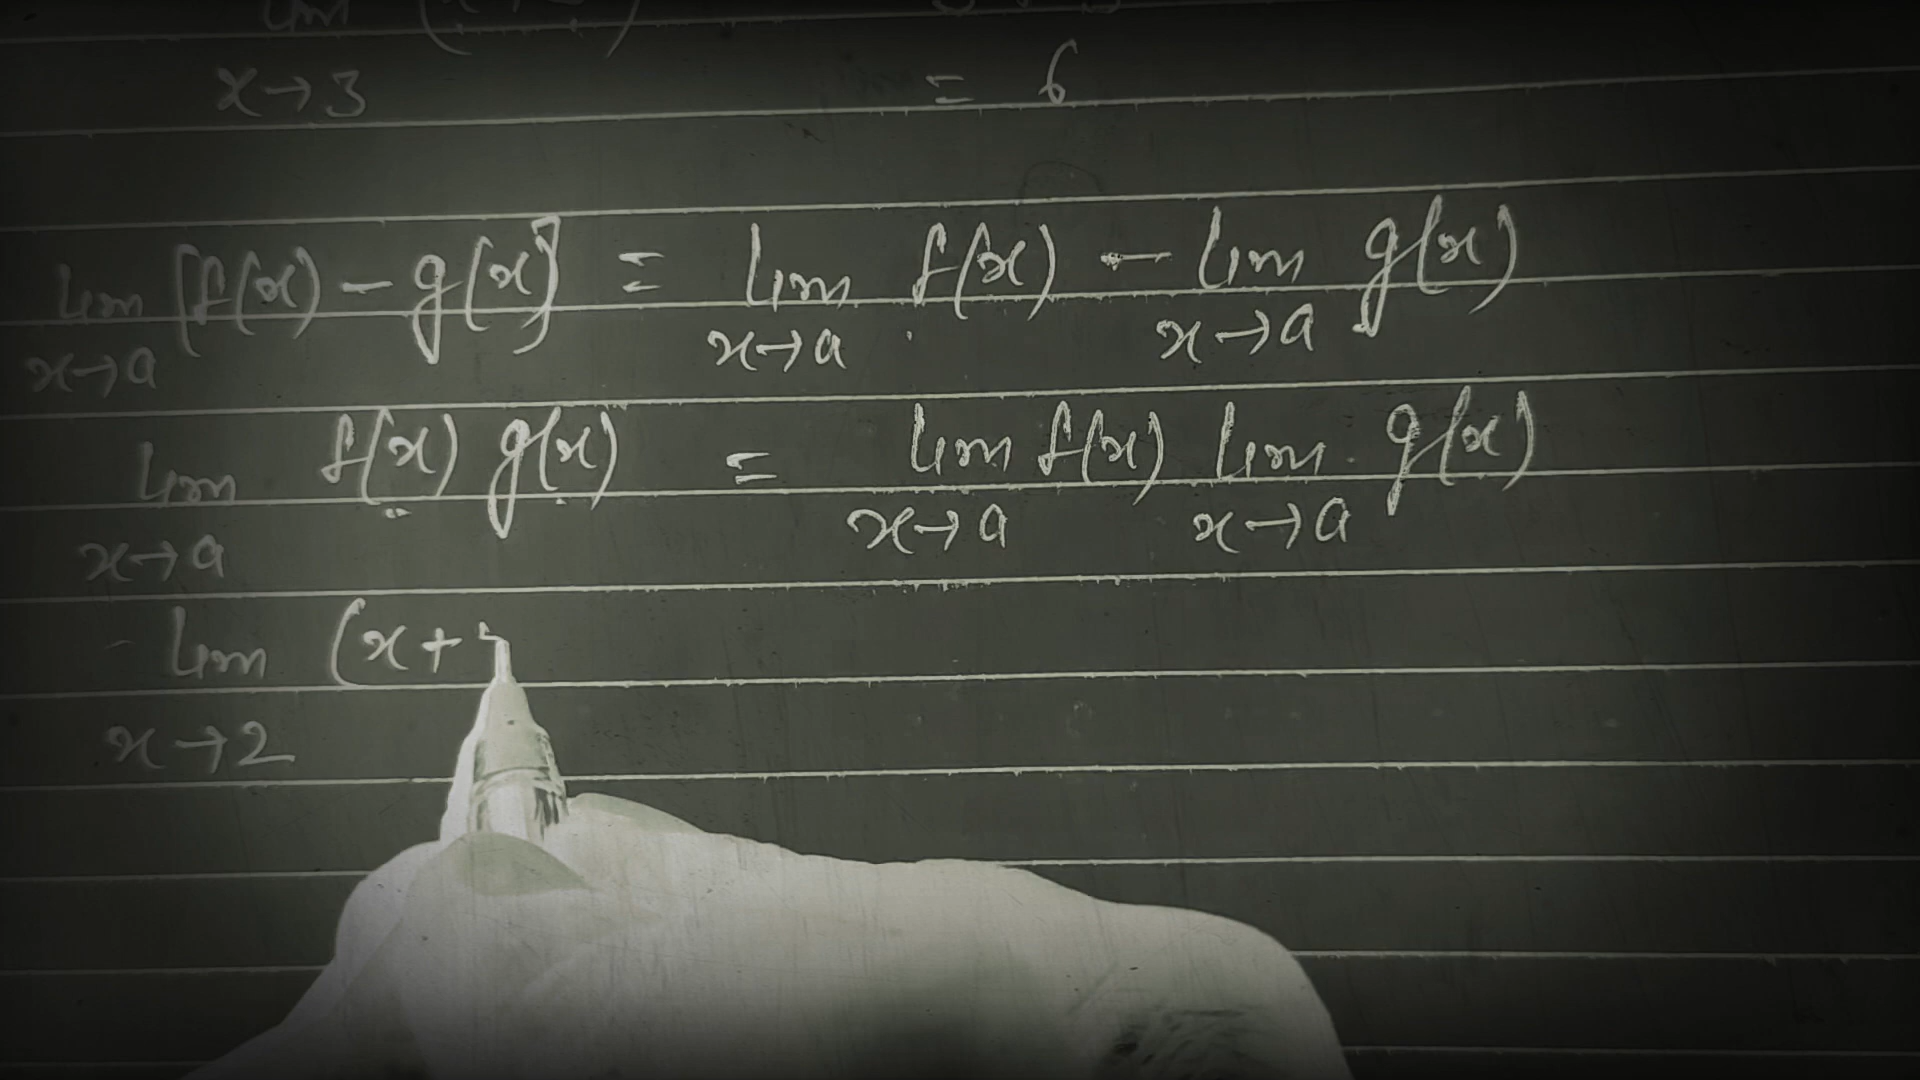 x→3 = 6
lim [f(x) - g(x)] = lim f(x) - lim g(x)
x→a x→a x→a
lim f(x) g(x) = lim f(x) lim g(x)
x→a x→a x→a
lim (x+
x→2